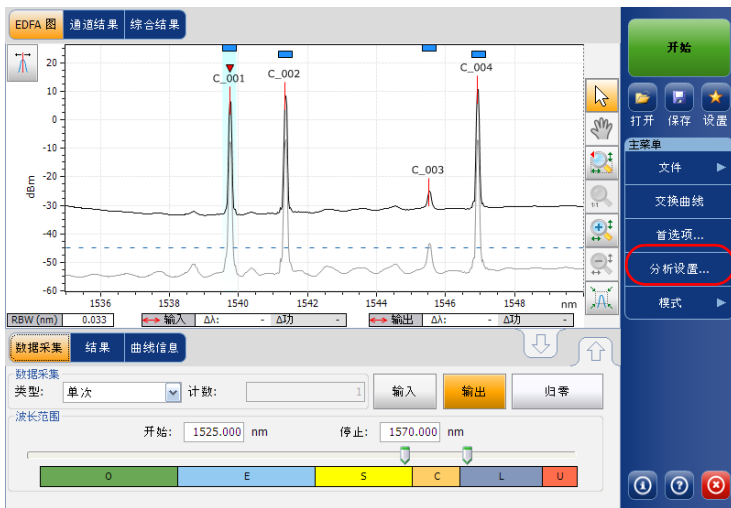 EDFA 图 通道结果 综合结果
开始
打开 保存 设置
主菜单
文件
交换曲线
首选项...
分析设置...
模式
C_001
C_002
C_003
C_004
dBm
20
10
0
-10
-20
-30
-40
-50
-60
1536 1538 1540 1542 1544 1546 1548 nm
1:1
RBW (nm) 0.033 输入 Δλ: - Δ功 - 输出 Δλ: - Δ功 -
数据采集 结果 曲线信息
数据采集
类型: 单次 计数: 1 输入 输出 归零
波长范围
开始: 1525.000 nm 停止: 1570.000 nm
O E S C L U